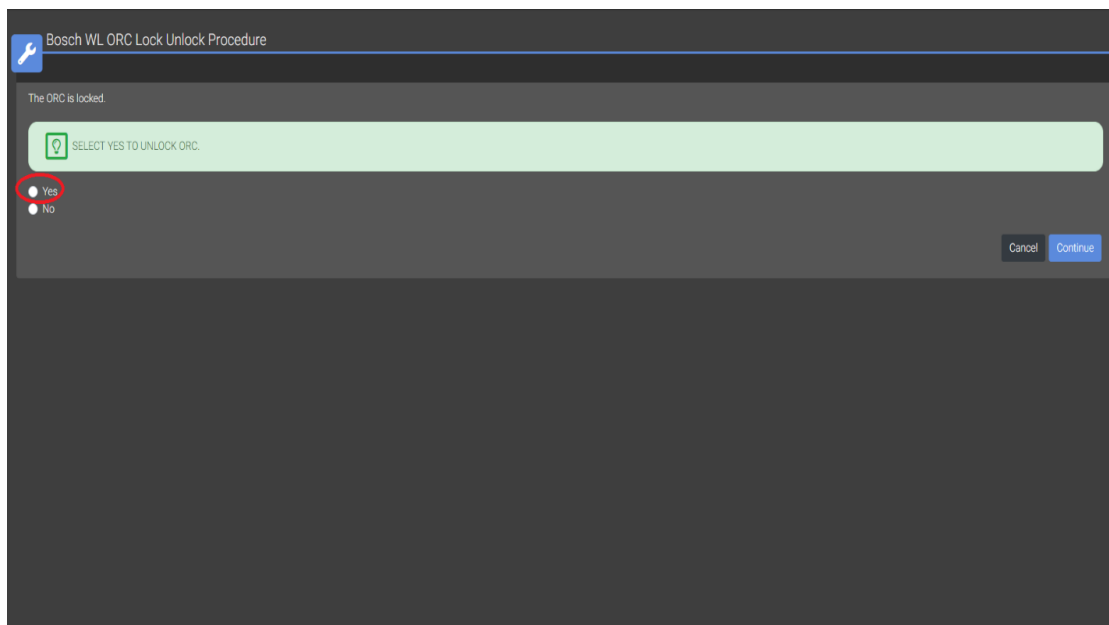 Bosch WL ORC Lock Unlock Procedure
The ORC is locked.
SELECT YES TO UNLOCK ORC.
Yes
No
Cancel Continue